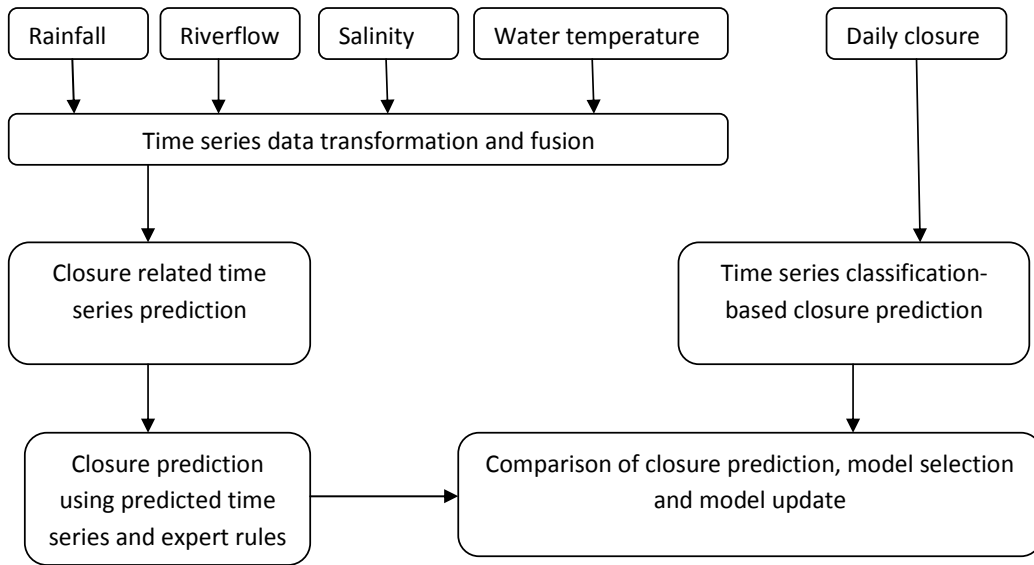 Rainfall
Riverflow
Salinity
Water temperature
Daily closure
Time series data transformation and fusion
Closure related time
series prediction
Time series classification-
based closure prediction
Closure prediction
using predicted time
series and expert rules
Comparison of closure prediction, model selection
and model update